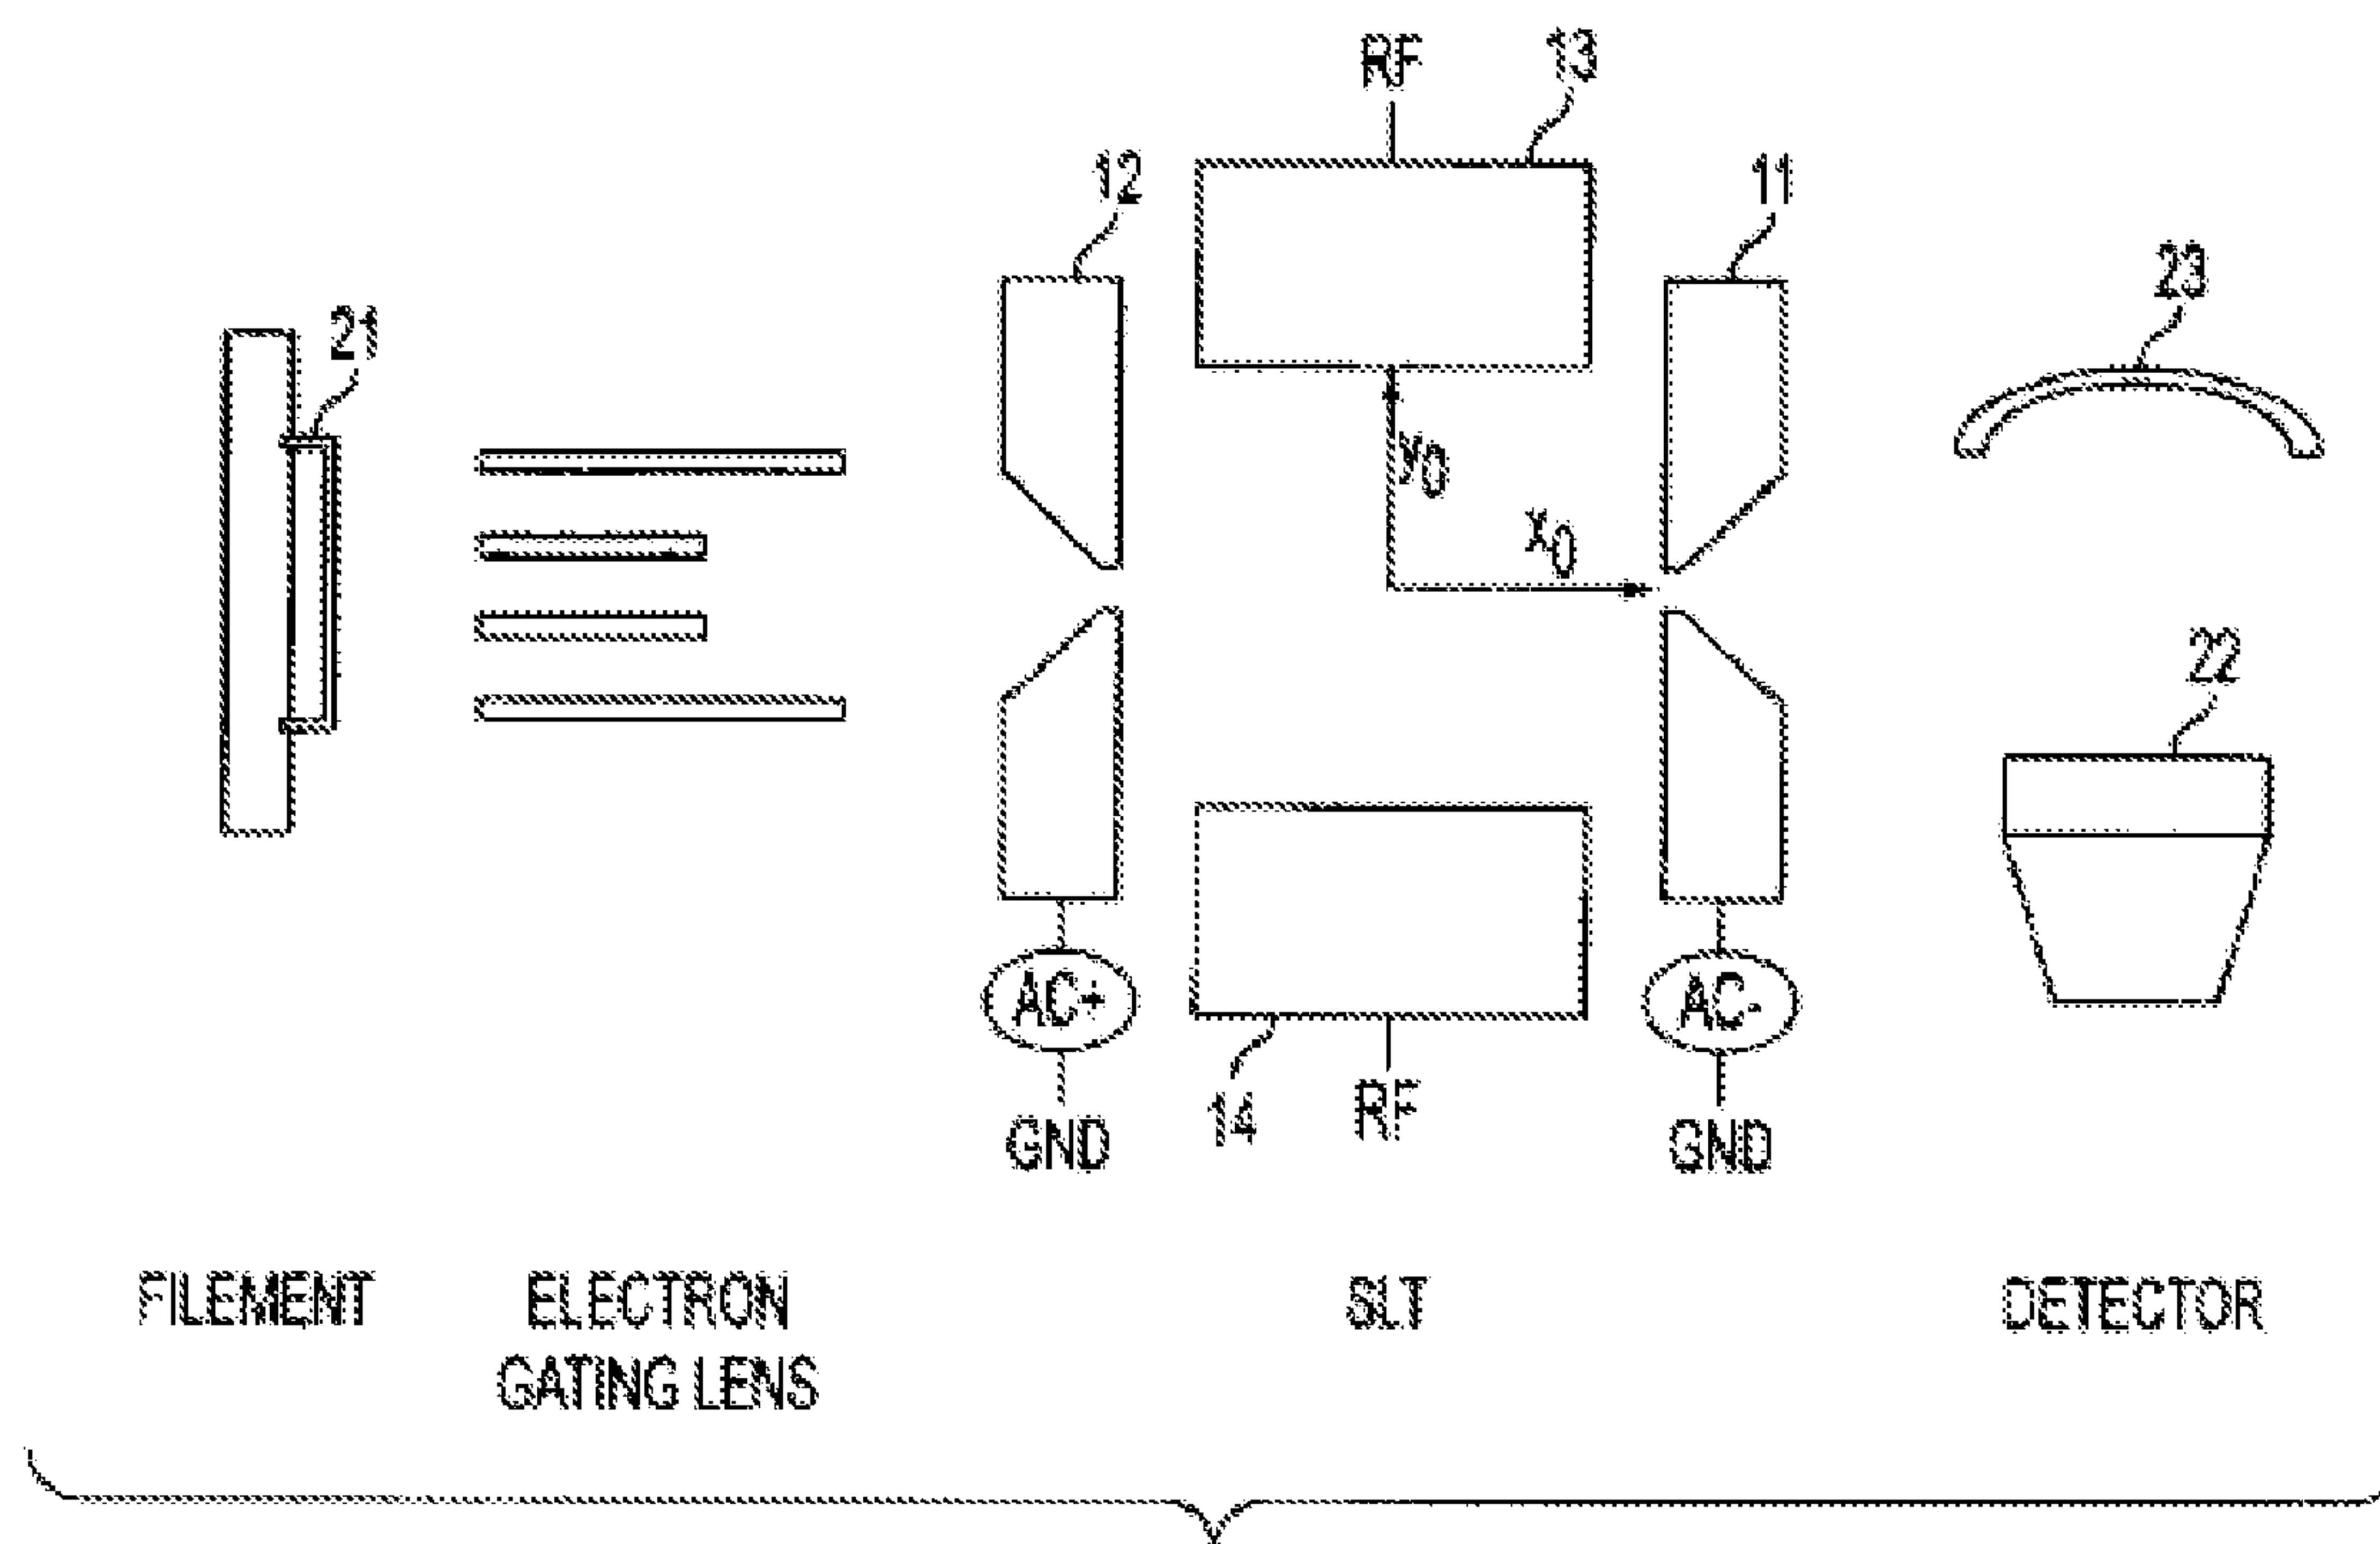 RF
13
12
11
23
21
y0
x0
22
AC+
AC-
14
RF
GND
GND
FILEMENT
ELECTRON
GATING LENS
SLT
DETECTOR